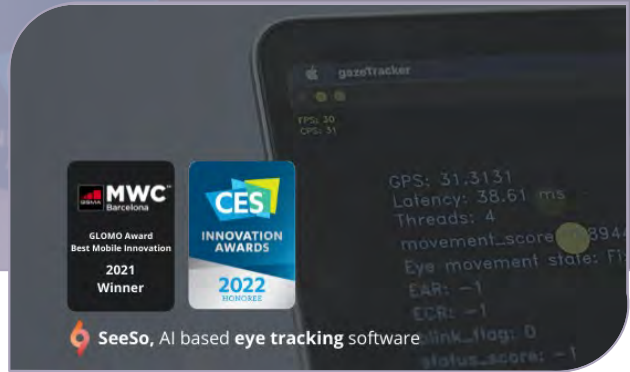 gazeTracker
FPS: 30
CPS: 31
GPS: 31.3131
Latency: 38.61 ms
Threads: 4
movement_score
Eye movement state:
EAR: -1
ECR: -1
blink_flag: 0
status_score: -1
GSMA
MWC
Barcelona
GLOMO Award
Best Mobile Innovation
2021
Winner
CES
INNOVATION
AWARDS
2022
HONOREE
SeeSo, AI based eye tracking software